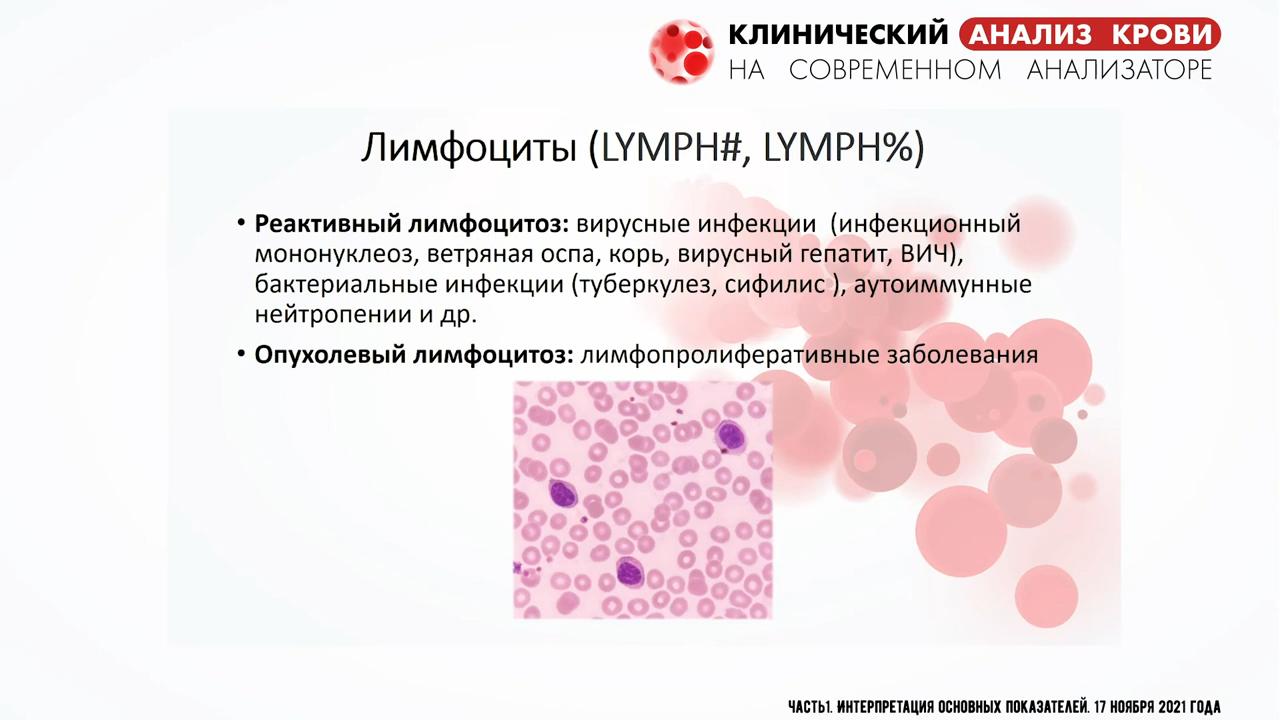 КЛИНИЧЕСКИЙ АНАЛИЗ КРОВИ
НА СОВРЕМЕННОМ АНАЛИЗАТОРЕ
Лимфоциты (LYMPH#, LYMPH%)
• Реактивный лимфоцитоз: вирусные инфекции (инфекционный
мононуклеоз, ветряная оспа, корь, вирусный гепатит, ВИЧ),
бактериальные инфекции (туберкулез, сифилис ), аутоиммунные
нейтропении и др.
• Опухолевый лимфоцитоз: лимфопролиферативные заболевания
ЧАСТЬ1. ИНТЕРПРЕТАЦИЯ ОСНОВНЫХ ПОКАЗАТЕЛЕЙ. 17 НОЯБРЯ 2021 ГОДА